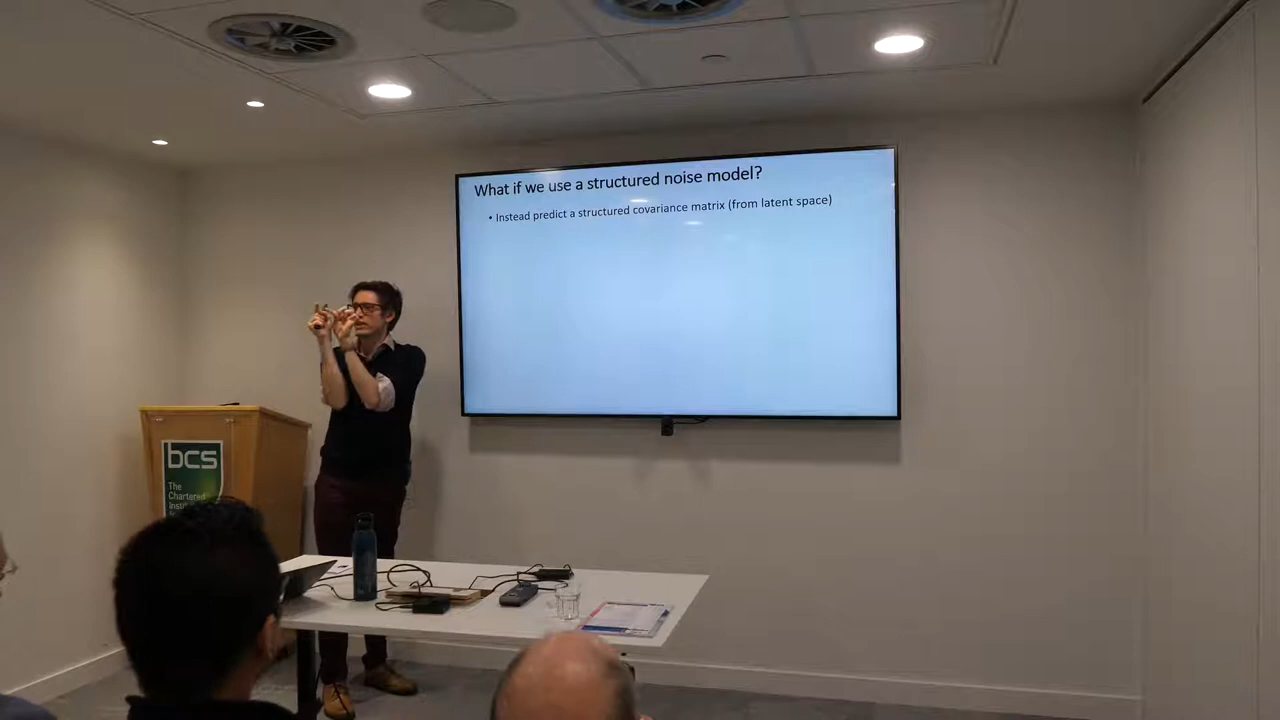 What if we use a structured noise model?
• Instead predict a structured covariance matrix (from latent space)
bcs
The
Chartered